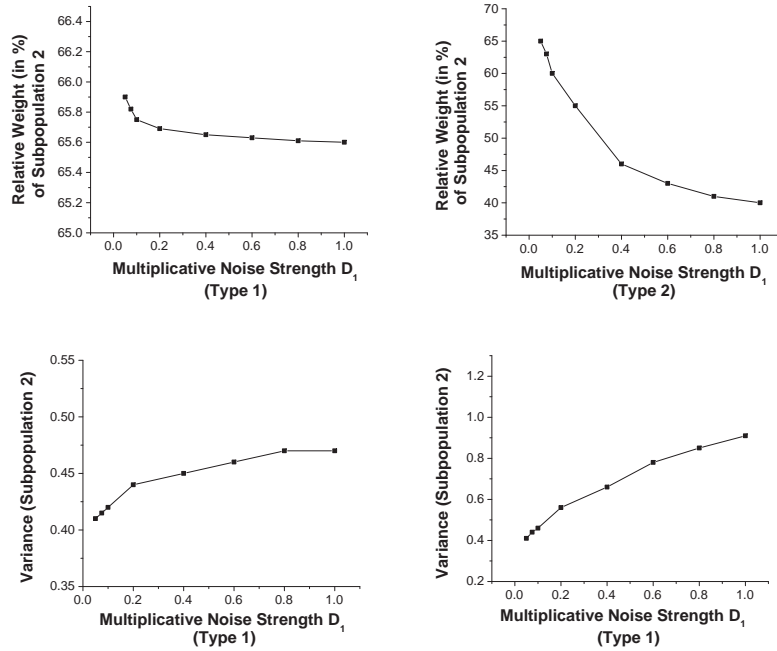 66.4
66.2
66.0
65.8
65.6
65.4
65.2
65.0
Relative Weight (in %)
of Subpopulation 2
0.0 0.2 0.4 0.6 0.8 1.0
Multiplicative Noise Strength D1
(Type 1)
70
65
60
55
50
45
40
35
Relative Weight (in %)
of Subpopulation 2
0.0 0.2 0.4 0.6 0.8 1.0
Multiplicative Noise Strength D1
(Type 2)
0.55
0.50
0.45
0.40
0.35
Variance (Subpopulation 2)
0.0 0.2 0.4 0.6 0.8 1.0
Multiplicative Noise Strength D1
(Type 1)
1.2
1.0
0.8
0.6
0.4
0.2
Variance (Subpopulation 2)
0.0 0.2 0.4 0.6 0.8 1.0
Multiplicative Noise Strength D1
(Type 1)